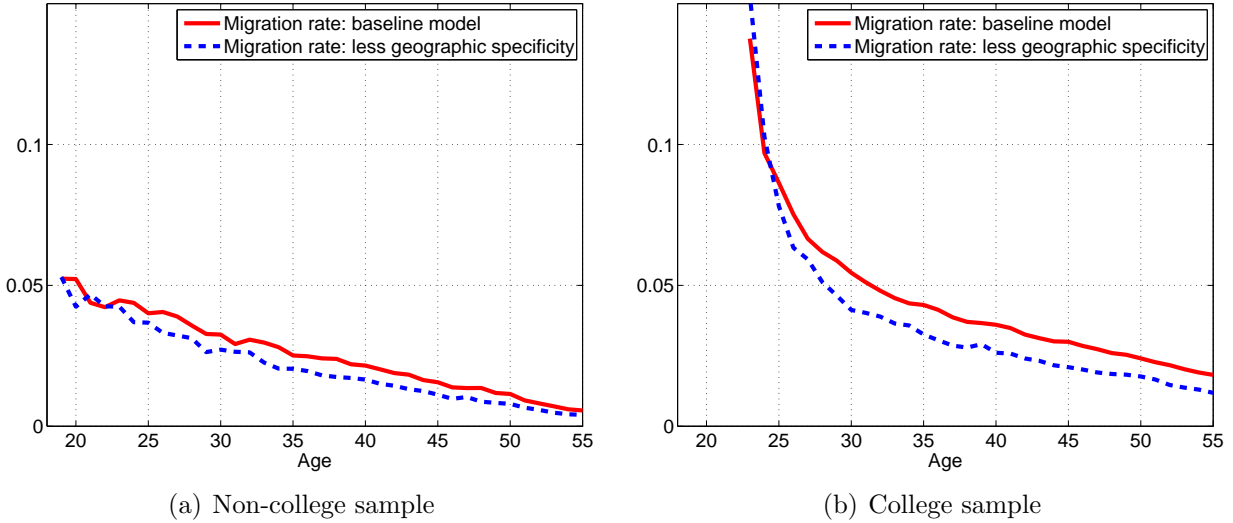 Migration rate: baseline model
Migration rate: less geographic specificity
0.1
0.05
0
20 25 30 35 40 45 50 55
Age
(a) Non-college sample
Migration rate: baseline model
Migration rate: less geographic specificity
0.1
0.05
0
20 25 30 35 40 45 50 55
Age
(b) College sample